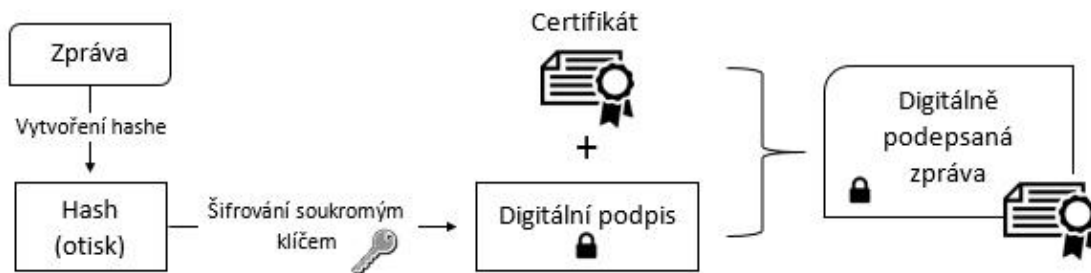 Zpráva
Vytvoření hashe
Hash
(otisk)
Šifrování soukromým
klíčem
Certifikát
+
Digitální podpis
Digitálně
podepsaná
zpráva